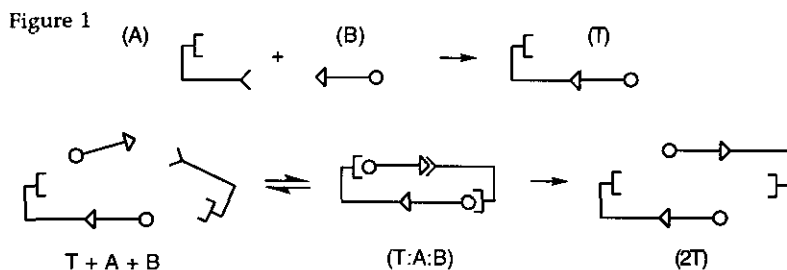 Figure 1
(A) + (B) (T)
T + A + B (T:A:B) (2T)